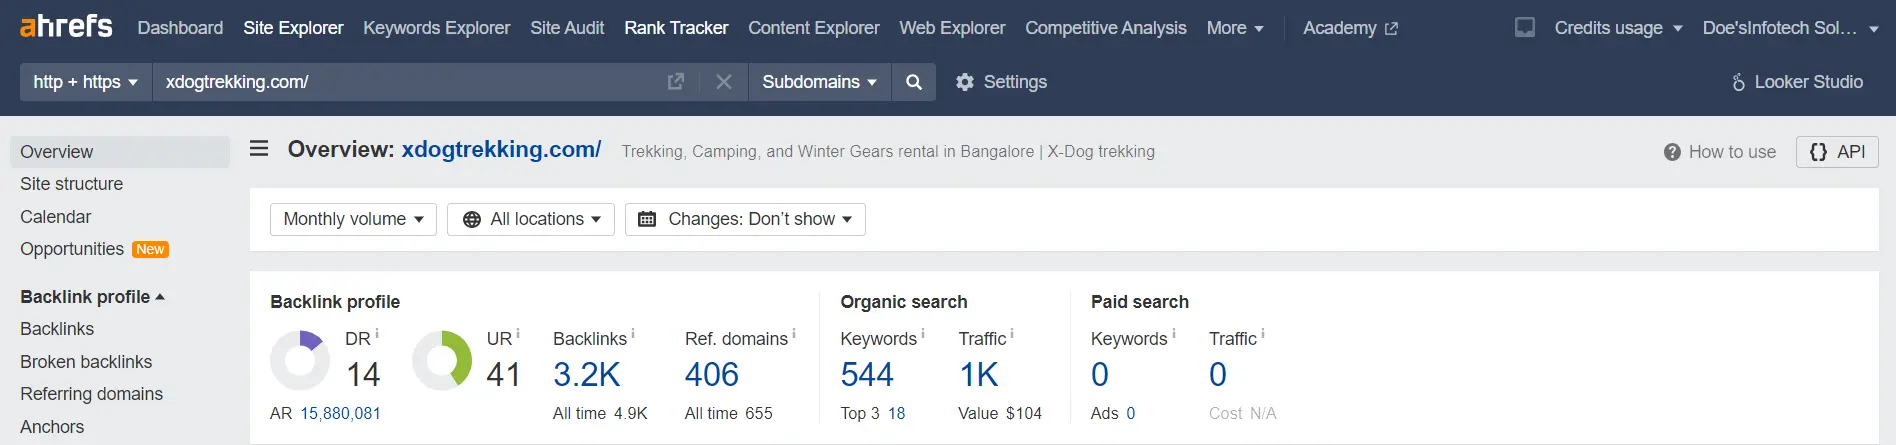 ahrefs Dashboard Site Explorer Keywords Explorer Site Audit Rank Tracker Content Explorer Web Explorer Competitive Analysis More Academy Credits usage Doe'sInfotech Sol...
http + https xdogtrekking.com/ Subdomains Settings Looker Studio
Overview
Site structure
Calendar
Opportunities New
Backlink profile
Backlinks
Broken backlinks
Referring domains
Anchors
Overview: xdogtrekking.com/ Trekking, Camping, and Winter Gears rental in Bangalore | X-Dog trekking ? How to use {} API
Monthly volume All locations Changes: Don't show
Backlink profile
DR i UR i Backlinks i Ref. domains i
14 41 3.2K 406
AR 15,880,081 All time 4.9K All time 655
Organic search
Keywords i Traffic i
544 1K
Top 3 18 Value $104
Paid search
Keywords i Traffic i
0 0
Ads 0 Cost N/A